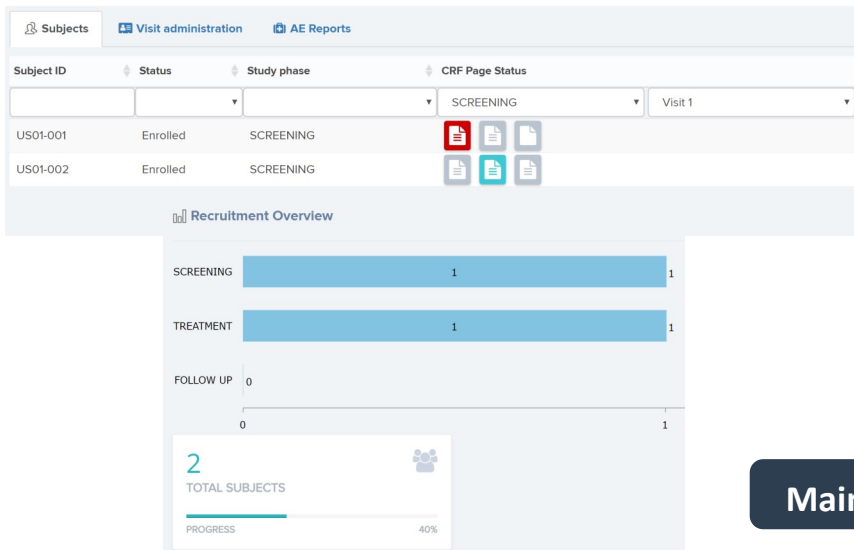 Subjects Visit administration AE Reports
Subject ID Status Study phase CRF Page Status
SCREENING Visit 1
US01-001 Enrolled SCREENING
US01-002 Enrolled SCREENING
Recruitment Overview
SCREENING 1 1
TREATMENT 1 1
FOLLOW UP 0
0 1
2
TOTAL SUBJECTS
PROGRESS 40%